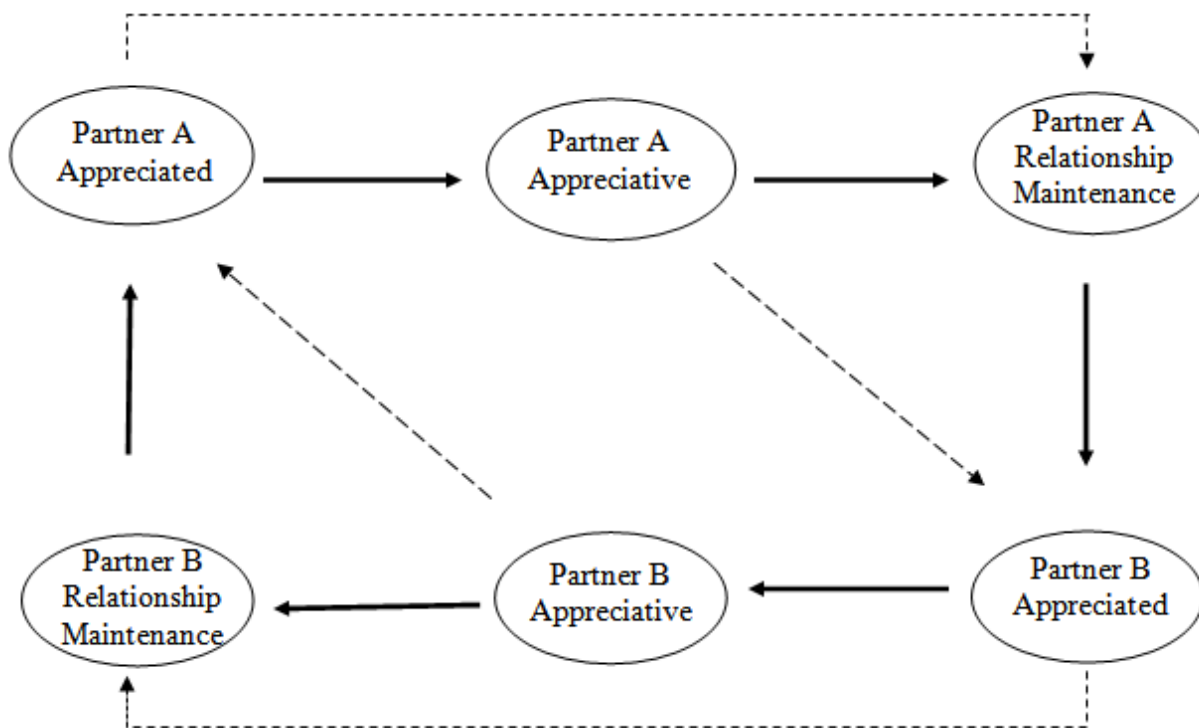 Partner A
Appreciated
Partner A
Appreciative
Partner A
Relationship
Maintenance
Partner B
Relationship
Maintenance
Partner B
Appreciative
Partner B
Appreciated